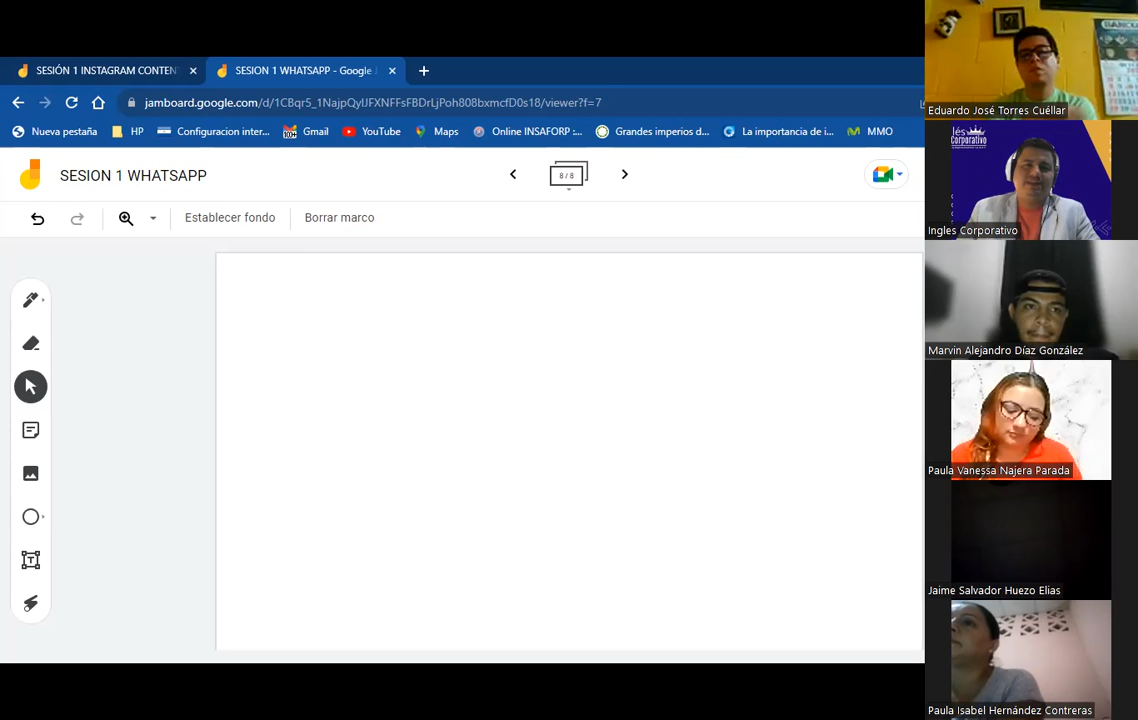 SESIÓN 1 INSTAGRAM CONTEN
SESION 1 WHATSAPP - Google
jamboard.google.com/d/1CBqr5_1NajpQylJFXNFFsFBDrLjPoh808bxmcfD0s18/viewer?f=7
Nueva pestaña
HP
Configuracion inter...
Gmail
YouTube
Maps
Online INSAFORP :...
Grandes imperios d...
La importancia de i...
MMO
SESION 1 WHATSAPP
8 / 8
Establecer fondo
Borrar marco
Eduardo José Torres Cuéllar
lés
Corporativo
Ingles Corporativo
Marvin Alejandro Díaz González
Paula Vanessa Najera Parada
Jaime Salvador Huezo Elias
Paula Isabel Hernández Contreras